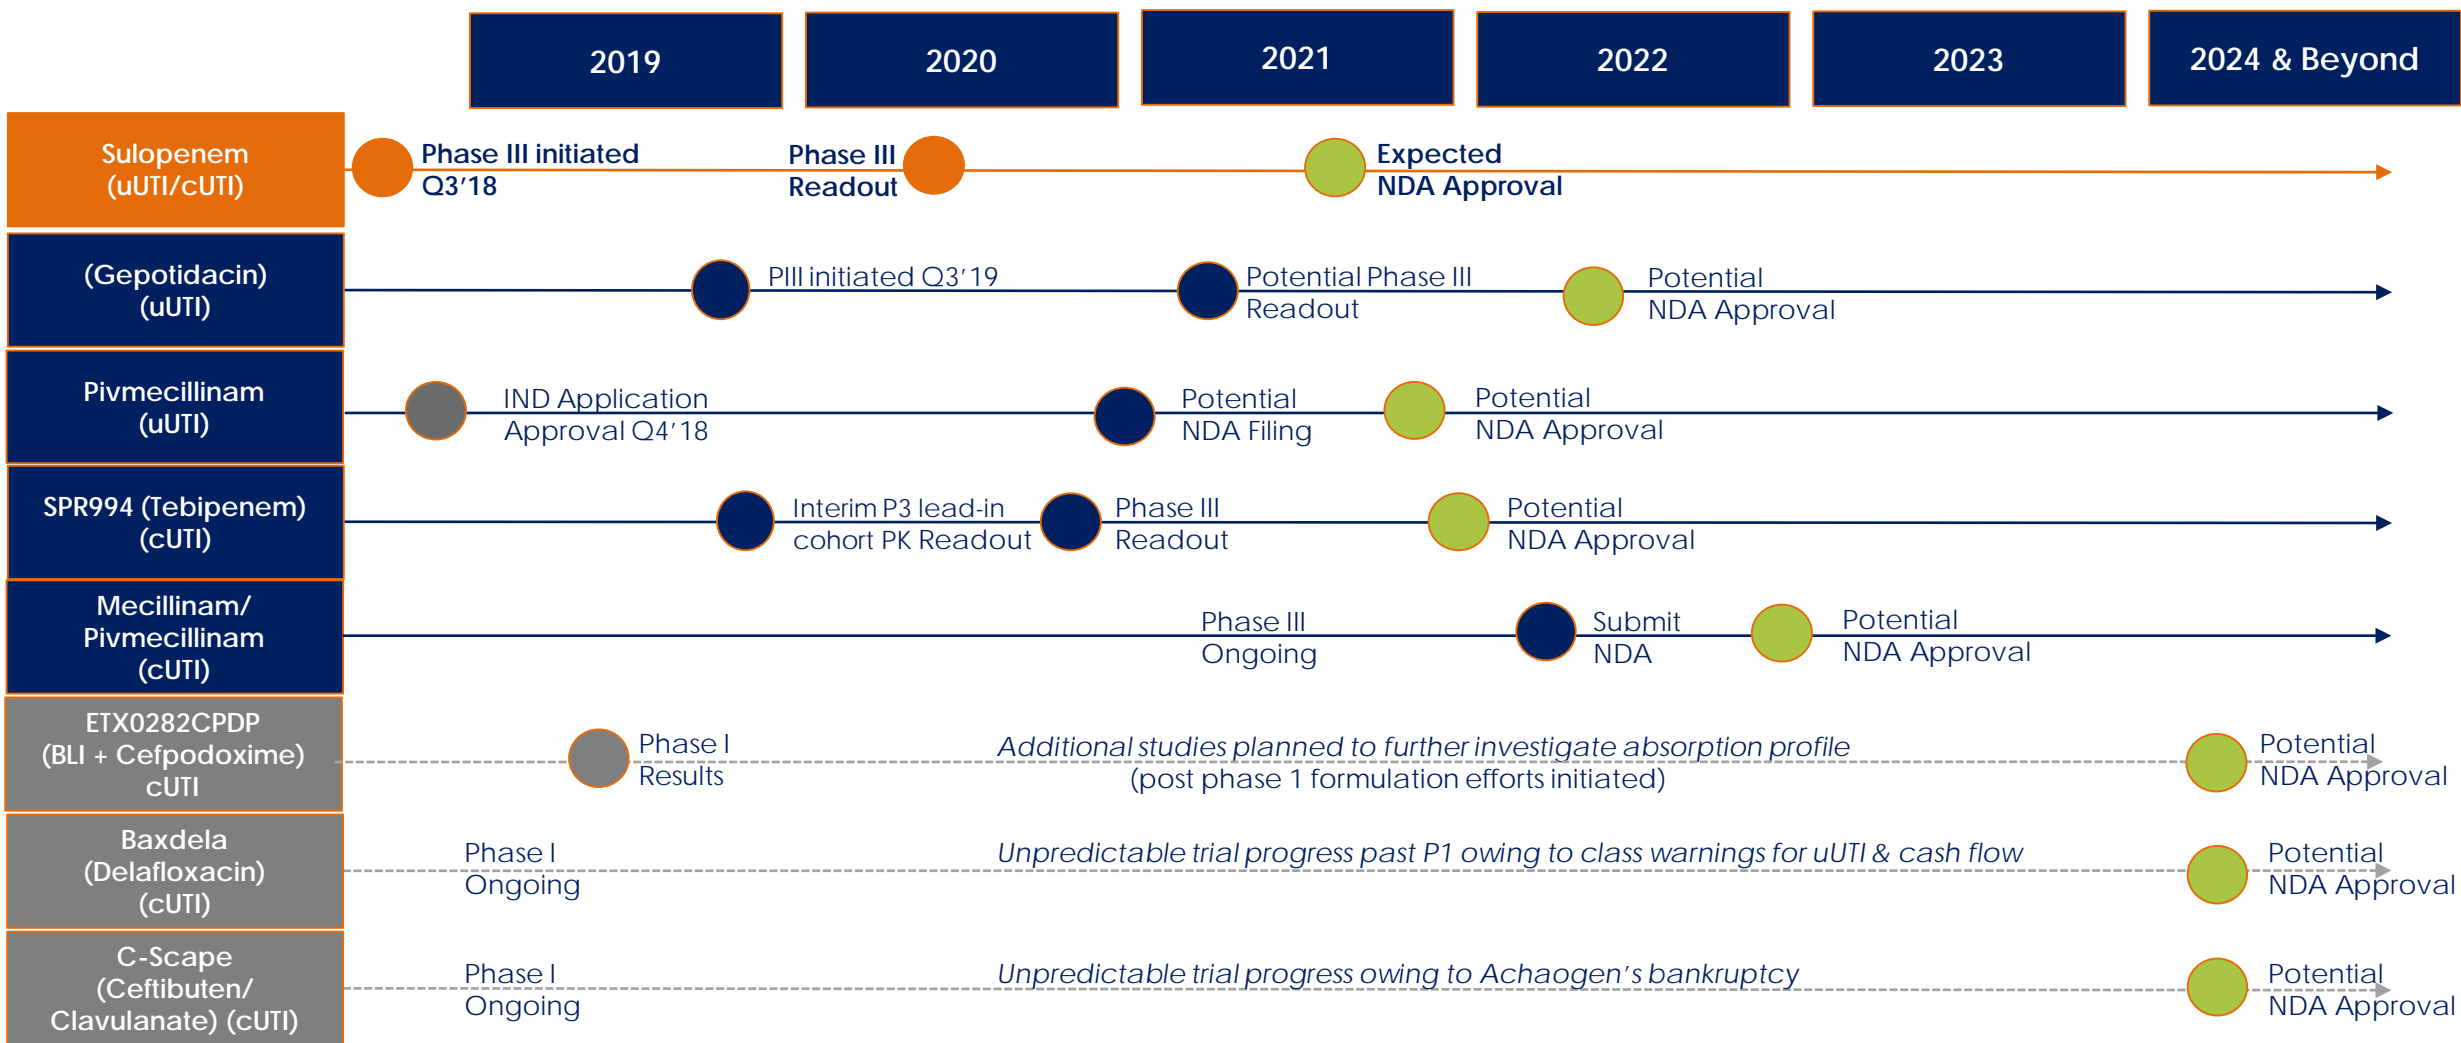 2019
2020
2021
2022
2023
2024 & Beyond
Sulopenem
(uUTI/cUTI)
Phase III initiated
Q3'18
Phase III
Readout
Expected
NDA Approval
(Gepotidacin)
(uUTI)
PIII initiated Q3'19
Potential Phase III
Readout
Potential
NDA Approval
Pivmecillinam
(uUTI)
IND Application
Approval Q4'18
Potential
NDA Filing
Potential
NDA Approval
SPR994 (Tebipenem)
(cUTI)
Interim P3 lead-in
cohort PK Readout
Phase III
Readout
Potential
NDA Approval
Mecillinam/
Pivmecillinam
(cUTI)
Phase III
Ongoing
Submit
NDA
Potential
NDA Approval
ETX0282CPDP
(BLI + Cefpodoxime)
cUTI
Phase I
Results
Additional studies planned to further investigate absorption profile
(post phase 1 formulation efforts initiated)
Potential
NDA Approval
Baxdela
(Delafloxacin)
(cUTI)
Phase I
Ongoing
Unpredictable trial progress past P1 owing to class warnings for uUTI & cash flow
Potential
NDA Approval
C-Scape
(Ceftibuten/
Clavulanate) (cUTI)
Phase I
Ongoing
Unpredictable trial progress owing to Achaogen's bankruptcy
Potential
NDA Approval